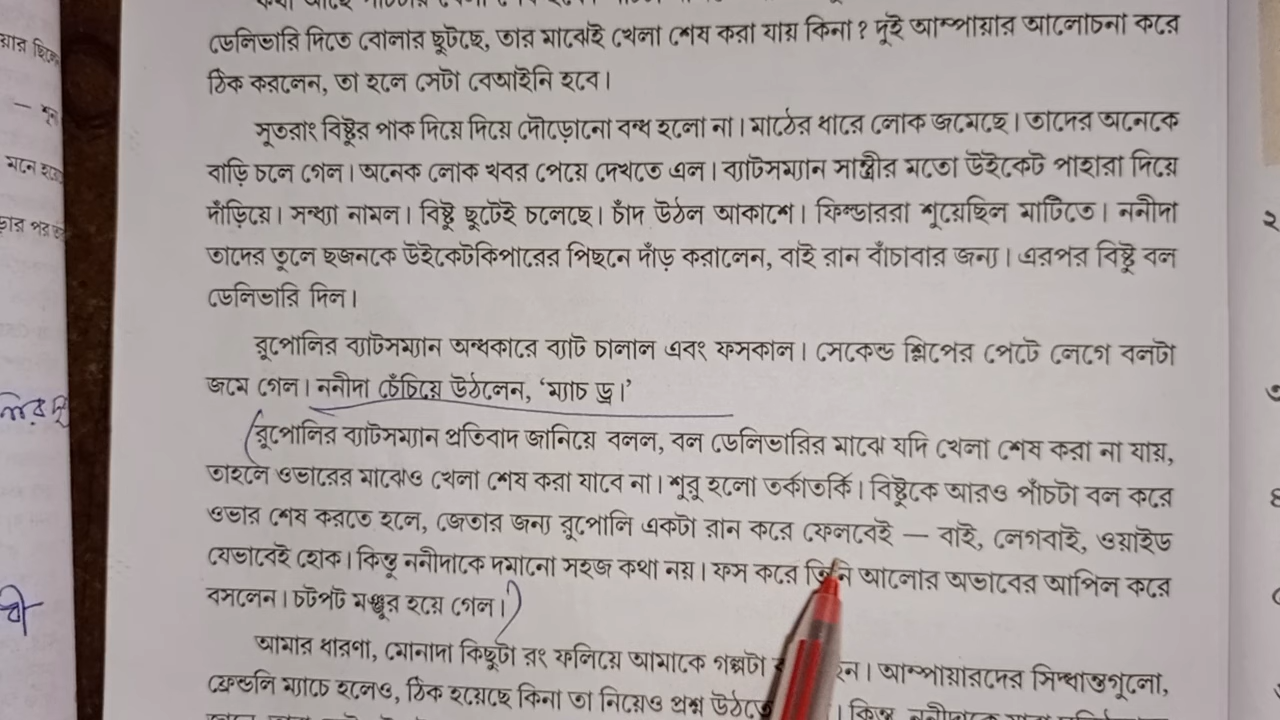 ডেলিভারি দিতে বোলার ছুটছে, তার মাঝেই খেলা শেষ করা যায় কিনা? দুই আম্পায়ার আলোচনা করে
ঠিক করলেন, তা হলে সেটা বেআইনি হবে।
সুতরাং বিষ্টুর পাক দিয়ে দিয়ে দৌড়োনো বন্ধ হলো না। মাঠের ধারে লোক জমেছে। তাদের অনেকে
বাড়ি চলে গেল। অনেক লোক খবর পেয়ে দেখতে এল। ব্যাটসম্যান সান্ত্রীর মতো উইকেট পাহারা দিয়ে
দাঁড়িয়ে। সন্ধ্যা নামল। বিষ্টু ছুটেই চলেছে। চাঁদ উঠল আকাশে। ফিল্ডাররা শুয়েছিল মাটিতে। ননীদা
তাদের তুলে ছজনকে উইকেটকিপারের পিছনে দাঁড় করালেন, বাই রান বাঁচাবার জন্য। এরপর বিষ্টু বল
ডেলিভারি দিল।
রুপোলির ব্যাটসম্যান অন্ধকারে ব্যাট চালাল এবং ফসকাল। সেকেন্ড স্লিপের পেটে লেগে বলটা
জমে গেল। ননীদা চেঁচিয়ে উঠলেন, ‘ম্যাচ ড্র।’
রুপোলির ব্যাটসম্যান প্রতিবাদ জানিয়ে বলল, বল ডেলিভারির মাঝে যদি খেলা শেষ করা না যায়,
তাহলে ওভারের মাঝেও খেলা শেষ করা যাবে না। শুরু হলো তর্কাতর্কি। বিষ্টুকে আরও পাঁচটা বল করে
ওভার শেষ করতে হলে, জেতার জন্য রুপোলি একটা রান করে ফেলবেই — বাই, লেগবাই, ওয়াইড
যেভাবেই হোক। কিন্তু ননীদাকে দমানো সহজ কথা নয়। ফস করে তিনি আলোর অভাবের আপিল করে
বসলেন। চটপট মঞ্জুর হয়ে গেল।
আমার ধারণা, মোনাদা কিছুটা রং ফলিয়ে আমাকে গল্পটা আম্পায়ারদের সিদ্ধান্তগুলো,
ফ্রেন্ডলি ম্যাচে হলেও, ঠিক হয়েছে কিনা তা নিয়েও প্রশ্ন উঠতে কিন্তু